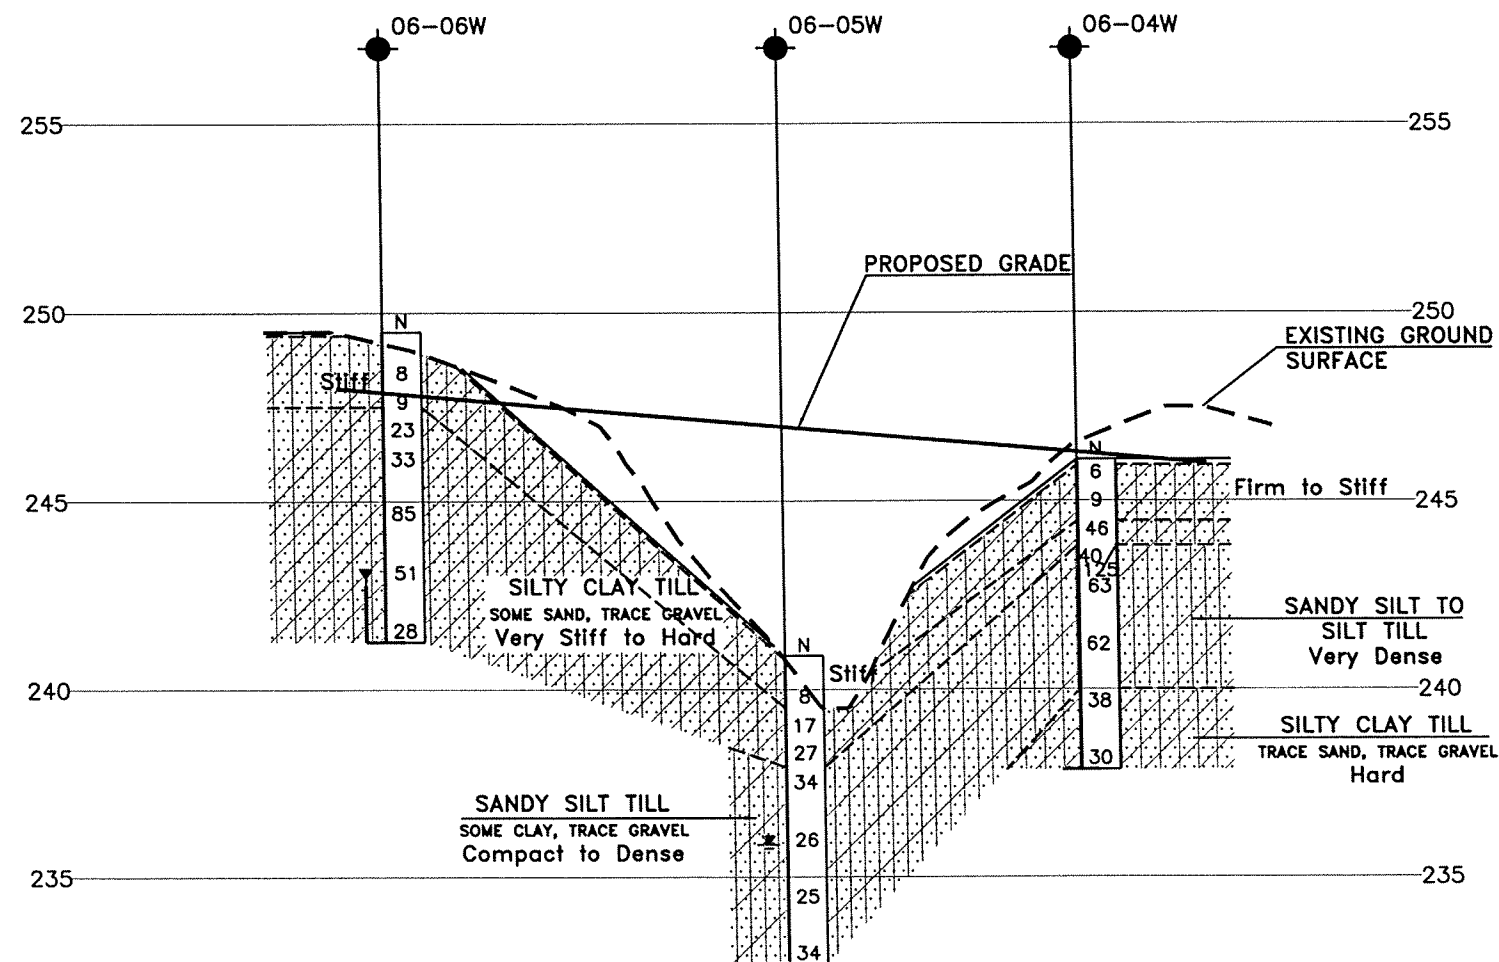 06-06W
06-05W
06-04W
255
255
PROPOSED GRADE
250
N
250
EXISTING GROUND
SURFACE
Stiff
8
9
23
33
N
6
Firm to Stiff
9
245
245
85
46
40
125
63
51
SILTY CLAY TILL
SOME SAND, TRACE GRAVEL
Very Stiff to Hard
28
SANDY SILT TO
SILT TILL
Very Dense
62
N
Stiff
8
240
240
38
17
27
34
SILTY CLAY TILL
TRACE SAND, TRACE GRAVEL
Hard
30
SANDY SILT TILL
SOME CLAY, TRACE GRAVEL
Compact to Dense
26
235
235
25
34